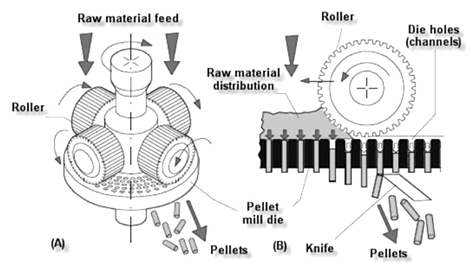 Raw material feed
Roller
(A)
Pellets
Pellet
mill die
Roller
Die holes
(channels)
Raw material
distribution
(B)
Knife
Pellets